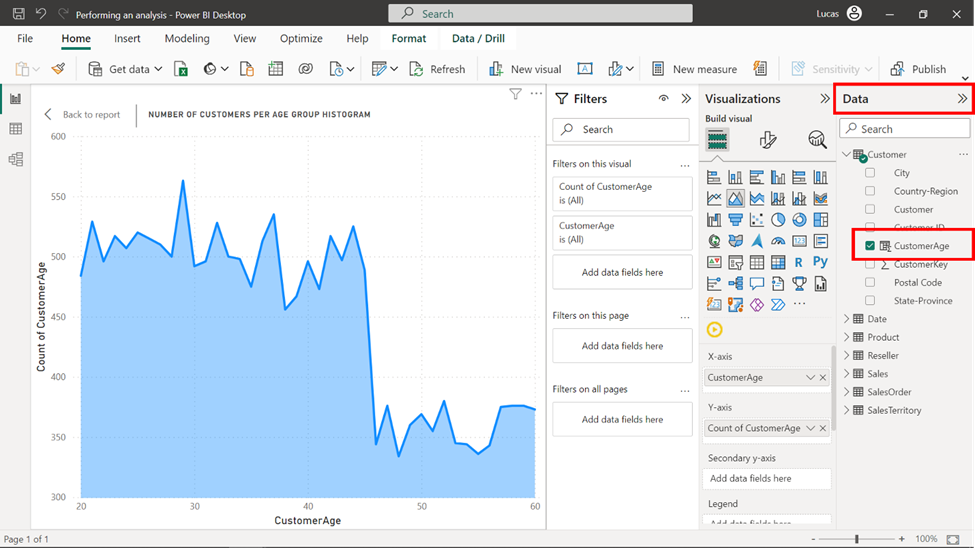 Performing an analysis - Power BI Desktop
Search
Lucas
File Home Insert Modeling View Optimize Help Format Data / Drill
Get data
Refresh
New visual
New measure
Sensitivity
Publish
Back to report
NUMBER OF CUSTOMERS PER AGE GROUP HISTOGRAM
600
550
500
450
400
350
300
Count of CustomerAge
20 30 40 50 60
CustomerAge
Filters
Search
Filters on this visual
Count of CustomerAge
is (All)
CustomerAge
is (All)
Add data fields here
Filters on this page
Add data fields here
Filters on all pages
Add data fields here
Visualizations
Build visual
123
R Py
X-axis
CustomerAge
Y-axis
Count of CustomerAge
Secondary y-axis
Add data fields here
Legend
Add data fields here
Data
Search
Customer
City
Country-Region
Customer
Customer ID
CustomerAge
CustomerKey
Postal Code
State-Province
Date
Product
Reseller
Sales
SalesOrder
SalesTerritory
Page 1 of 1
- + 100%